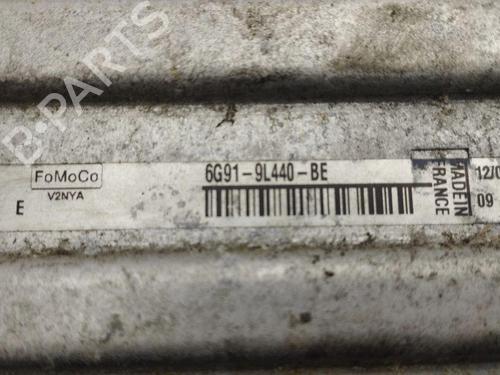 B-PARTS
FoMoCo
V2NYA
E
6G91-9L440-BE
MADE IN
FRANCE
12/0
09